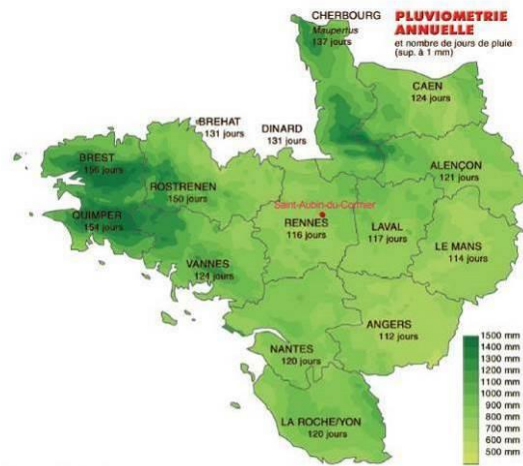 CHERBOURG
Maupertus
137 jours
PLUVIOMETRIE
ANNUELLE
et nombre de jours de pluie
(sup. à 1 mm)
CAEN
124 jours
BREHAT
131 jours
DINARD
131 jours
BREST
156 jours
ROSTRENEN
150 jours
ALENÇON
121 jours
Saint-Aubin-du-Cormier
QUIMPER
154 jours
RENNES
116 jours
LAVAL
117 jours
LE MANS
114 jours
VANNES
124 jours
ANGERS
112 jours
NANTES
120 jours
LA ROCHE/YON
120 jours
1500 mm
1400 mm
1300 mm
1200 mm
1100 mm
1000 mm
900 mm
800 mm
700 mm
600 mm
500 mm